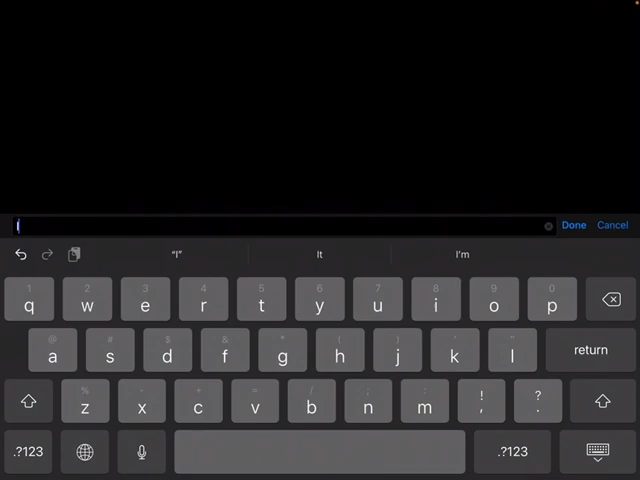 I Done Cancel
“I” It I’m
1 2 3 4 5 6 7 8 9 0
q w e r t y u i o p
@ # $ & * ( ) ' "
a s d f g h j k l return
% - + = / ; : ! ?
z x c v b n m , .
.?123 .?123